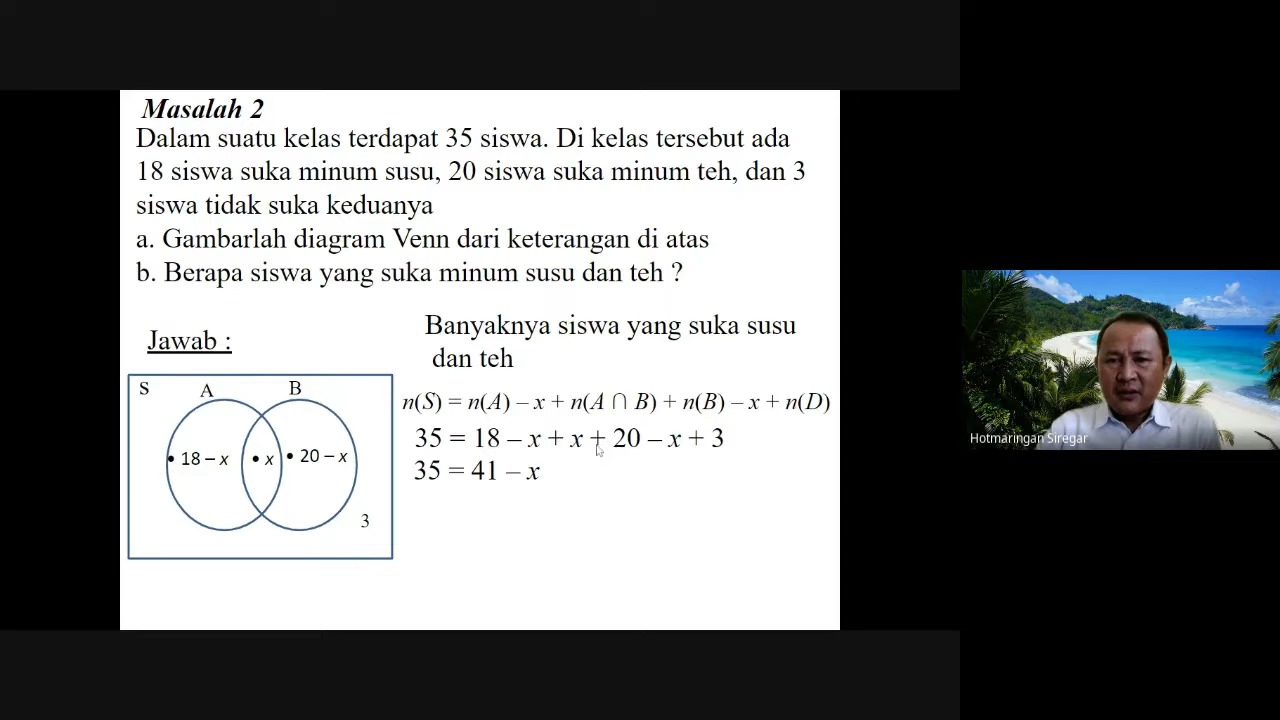 Masalah 2
Dalam suatu kelas terdapat 35 siswa. Di kelas tersebut ada
18 siswa suka minum susu, 20 siswa suka minum teh, dan 3
siswa tidak suka keduanya
a. Gambarlah diagram Venn dari keterangan di atas
b. Berapa siswa yang suka minum susu dan teh ?
Jawab :
S A B
• 18 – x • x • 20 – x
3
Banyaknya siswa yang suka susu
dan teh
n(S) = n(A) – x + n(A ∩ B) + n(B) – x + n(D)
35 = 18 – x + x + 20 – x + 3
35 = 41 – x
Hotmaringan Siregar